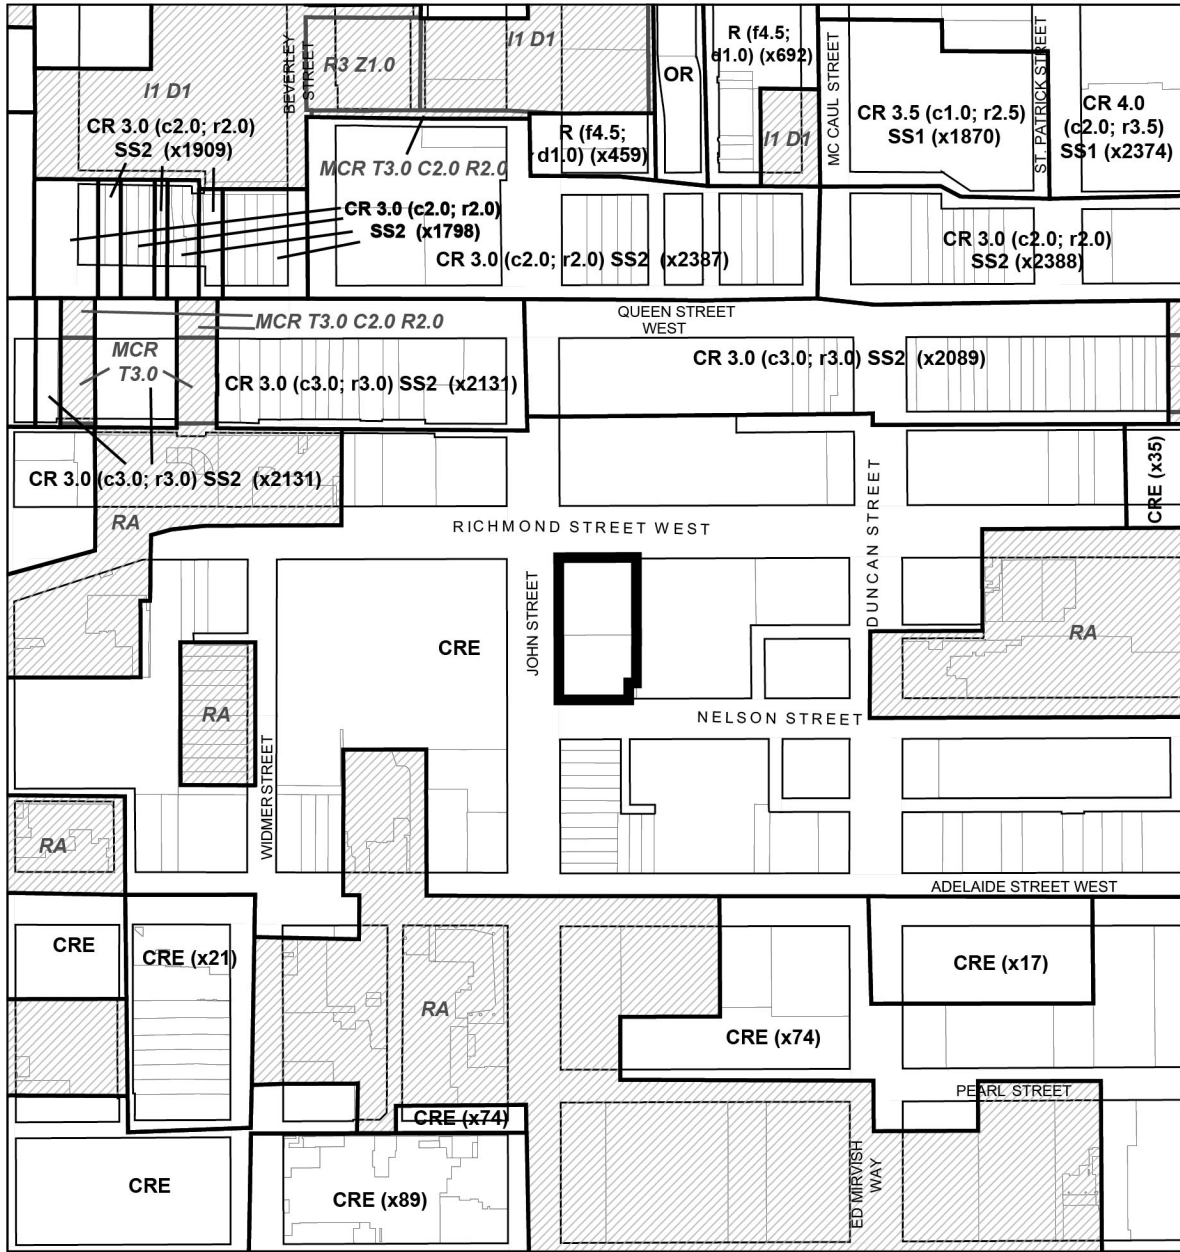 I1 D1
BEVERLEY
STREET
R3 Z1.0
I1 D1
OR
R (f4.5;
d1.0) (x692)
I1 D1
MC CAUL STREET
CR 3.5 (c1.0; r2.5)
SS1 (x1870)
ST. PATRICK STREET
CR 4.0
(c2.0; r3.5)
SS1 (x2374)
CR 3.0 (c2.0; r2.0)
SS2 (x1909)
MCR T3.0 C2.0 R2.0
R (f4.5;
d1.0) (x459)
CR 3.0 (c2.0; r2.0)
SS2 (x1798)
CR 3.0 (c2.0; r2.0) SS2 (x2387)
CR 3.0 (c2.0; r2.0)
SS2 (x2388)
MCR T3.0 C2.0 R2.0
QUEEN STREET
WEST
MCR
T3.0
CR 3.0 (c3.0; r3.0) SS2 (x2131)
CR 3.0 (c3.0; r3.0) SS2 (x2089)
CR 3.0 (c3.0; r3.0) SS2 (x2131)
CRE (x35)
RA
RICHMOND STREET WEST
DUNCAN STREET
JOHN STREET
CRE
RA
RA
NELSON STREET
WIDMER STREET
RA
ADELAIDE STREET WEST
CRE
CRE (x21)
CRE (x17)
RA
CRE (x74)
PEARL STREET
CRE (x74)
ED MIRVISH
WAY
CRE
CRE (x89)